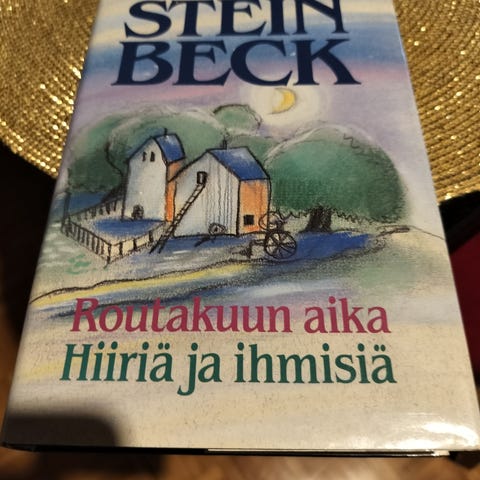 STEIN
BECK
Routakuun aika
Hiiriä ja ihmisiä